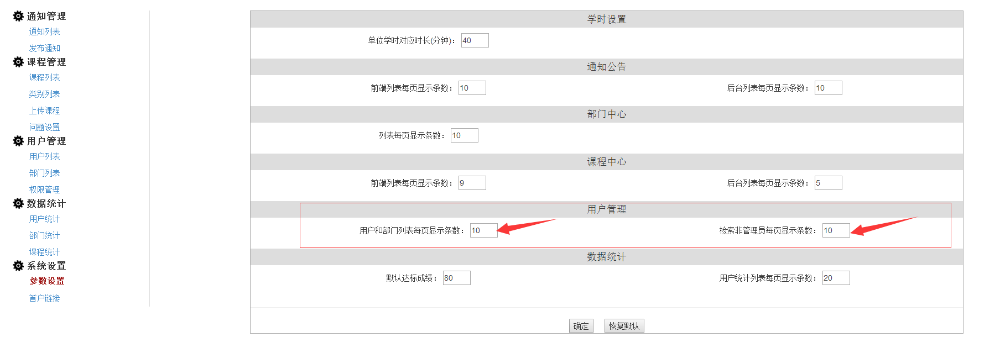 通知管理
通知列表
发布通知
课程管理
课程列表
类别列表
上传课程
问题设置
用户管理
用户列表
部门列表
权限管理
数据统计
用户统计
部门统计
课程统计
系统设置
参数设置
首户链接
学时设置
单位学时对应时长(分钟)： 40
通知公告
前端列表每页显示条数： 10 后台列表每页显示条数： 10
部门中心
列表每页显示条数： 10
课程中心
前端列表每页显示条数： 9 后台列表每页显示条数： 5
用户管理
用户和部门列表每页显示条数： 10 检索非管理员每页显示条数： 10
数据统计
默认达标成绩： 80 用户统计列表每页显示条数： 20
确定 恢复默认